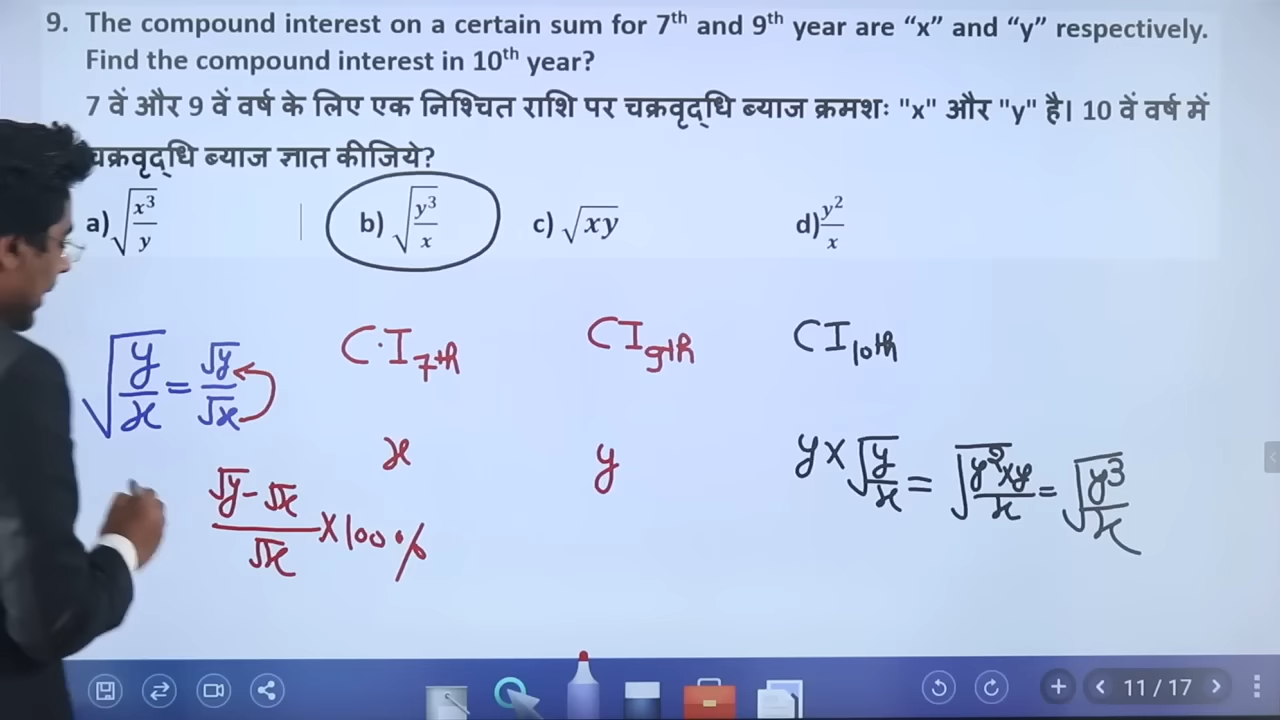 9. The compound interest on a certain sum for 7th and 9th year are “x” and “y” respectively.
Find the compound interest in 10th year?
7 वें और 9 वें वर्ष के लिए एक निश्चित राशि पर चक्रवृद्धि ब्याज क्रमशः "x" और "y" है। 10 वें वर्ष में
चक्रवृद्धि ब्याज ज्ञात कीजिये?
a) √(x³/y) b) √(y³/x) c) √xy d) y²/x
C.I 7th CI 9th CI 10th
√(y/x) = √y/√x
x y y × √(y/x) = √(y²×y/x) = √(y³/x)
(√y - √x)/√x × 100%
11 / 17